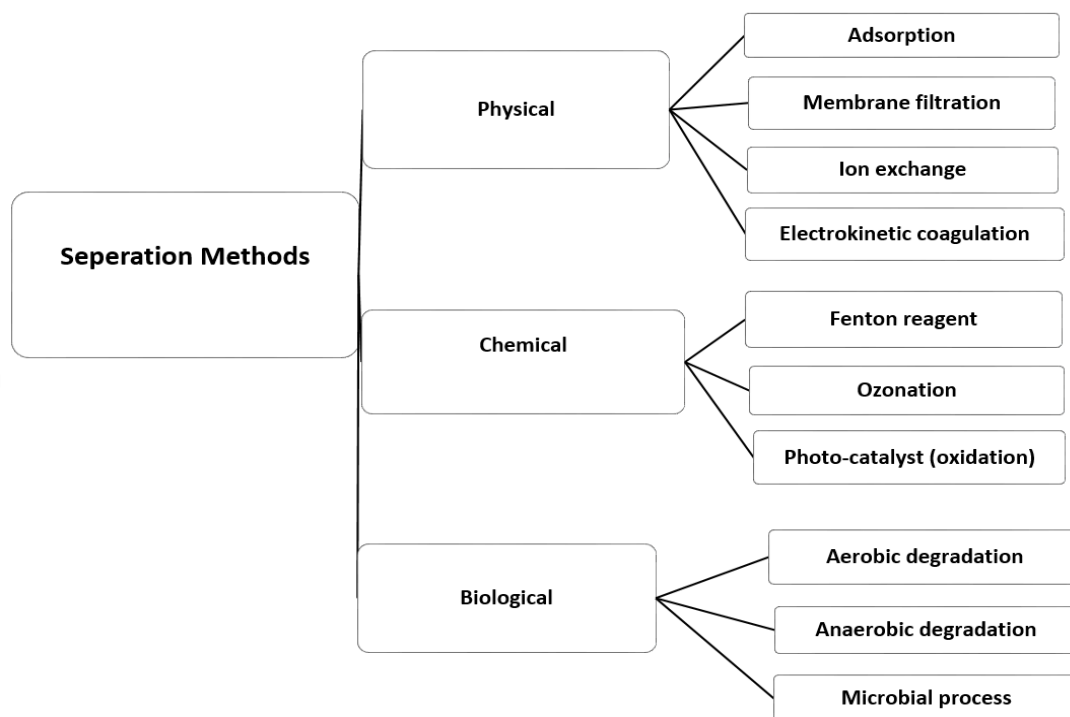 Seperation Methods
Physical
Adsorption
Membrane filtration
Ion exchange
Electrokinetic coagulation
Chemical
Fenton reagent
Ozonation
Photo-catalyst (oxidation)
Biological
Aerobic degradation
Anaerobic degradation
Microbial process